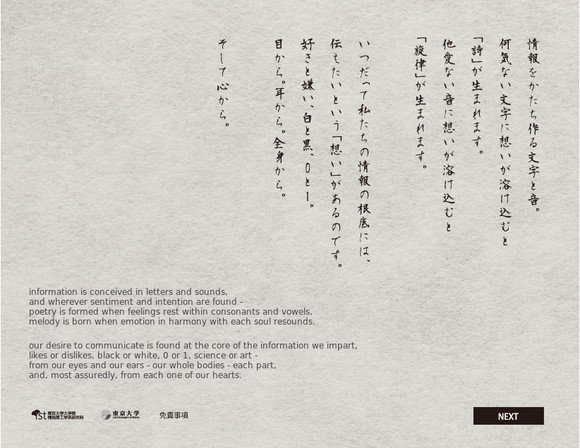 情報をかたち作る文字と音。
何気ない文字に想いが溶け込むと
「詩」が生まれます。
他愛ない音に想いが溶け込むと
「旋律」が生まれます。
いつだって私たちの情報の根底には、
伝えたいという「想い」があるのです。
好きと嫌い、白と黒、0と1。
目から。耳から。全身から。
そして心から。
information is conceived in letters and sounds,
and wherever sentiment and intention are found -
poetry is formed when feelings rest within consonants and vowels,
melody is born when emotion in harmony with each soul resounds.
our desire to communicate is found at the core of the information we impart,
likes or dislikes, black or white, 0 or 1, science or art -
from our eyes and our ears - our whole bodies - each part,
and, most assuredly, from each one of our hearts.
ist 東京大学大学院
情報理工学系研究科
東京大学
免責事項
NEXT